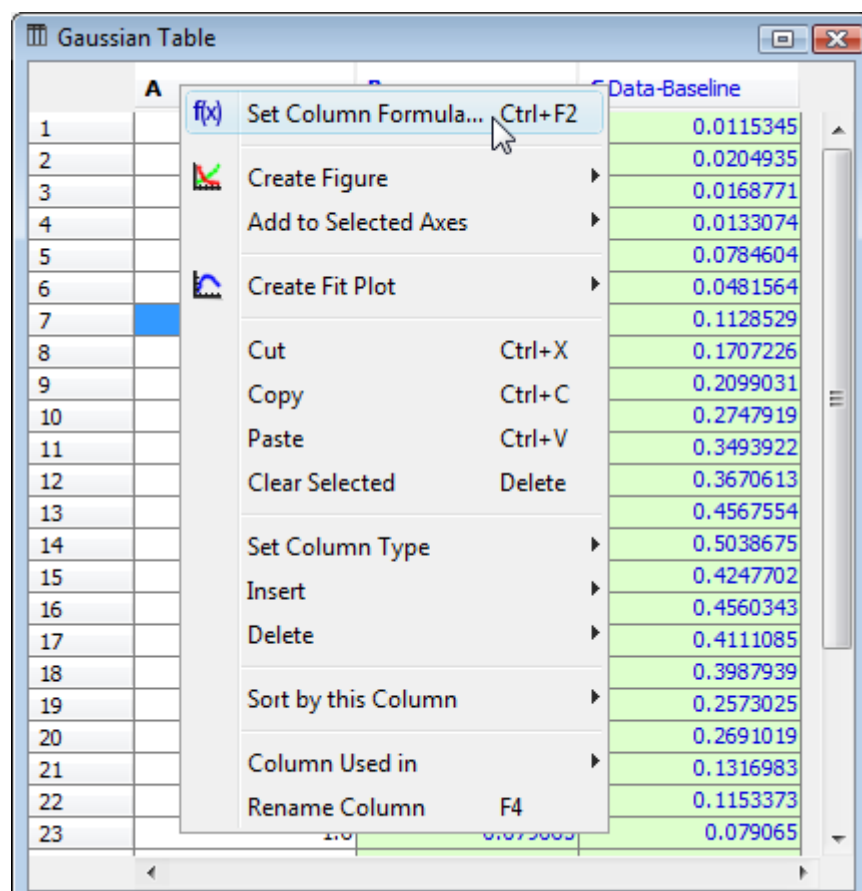 Gaussian Table
A Data-Baseline
f(x) Set Column Formula... Ctrl+F2
1 0.0115345
2 0.0204935
Create Figure
3 0.0168771
Add to Selected Axes
4 0.0133074
5 0.0784604
Create Fit Plot
6 0.0481564
7 0.1128529
Cut Ctrl+X
8 0.1707226
Copy Ctrl+C
9 0.2099031
10 0.2747919
Paste Ctrl+V
11 0.3493922
Clear Selected Delete
12 0.3670613
13 0.4567554
Set Column Type
14 0.5038675
15 0.4247702
Insert
16 0.4560343
Delete
17 0.4111085
18 0.3987939
Sort by this Column
19 0.2573025
20 0.2691019
Column Used in
21 0.1316983
22 0.1153373
Rename Column F4
23 0.079065